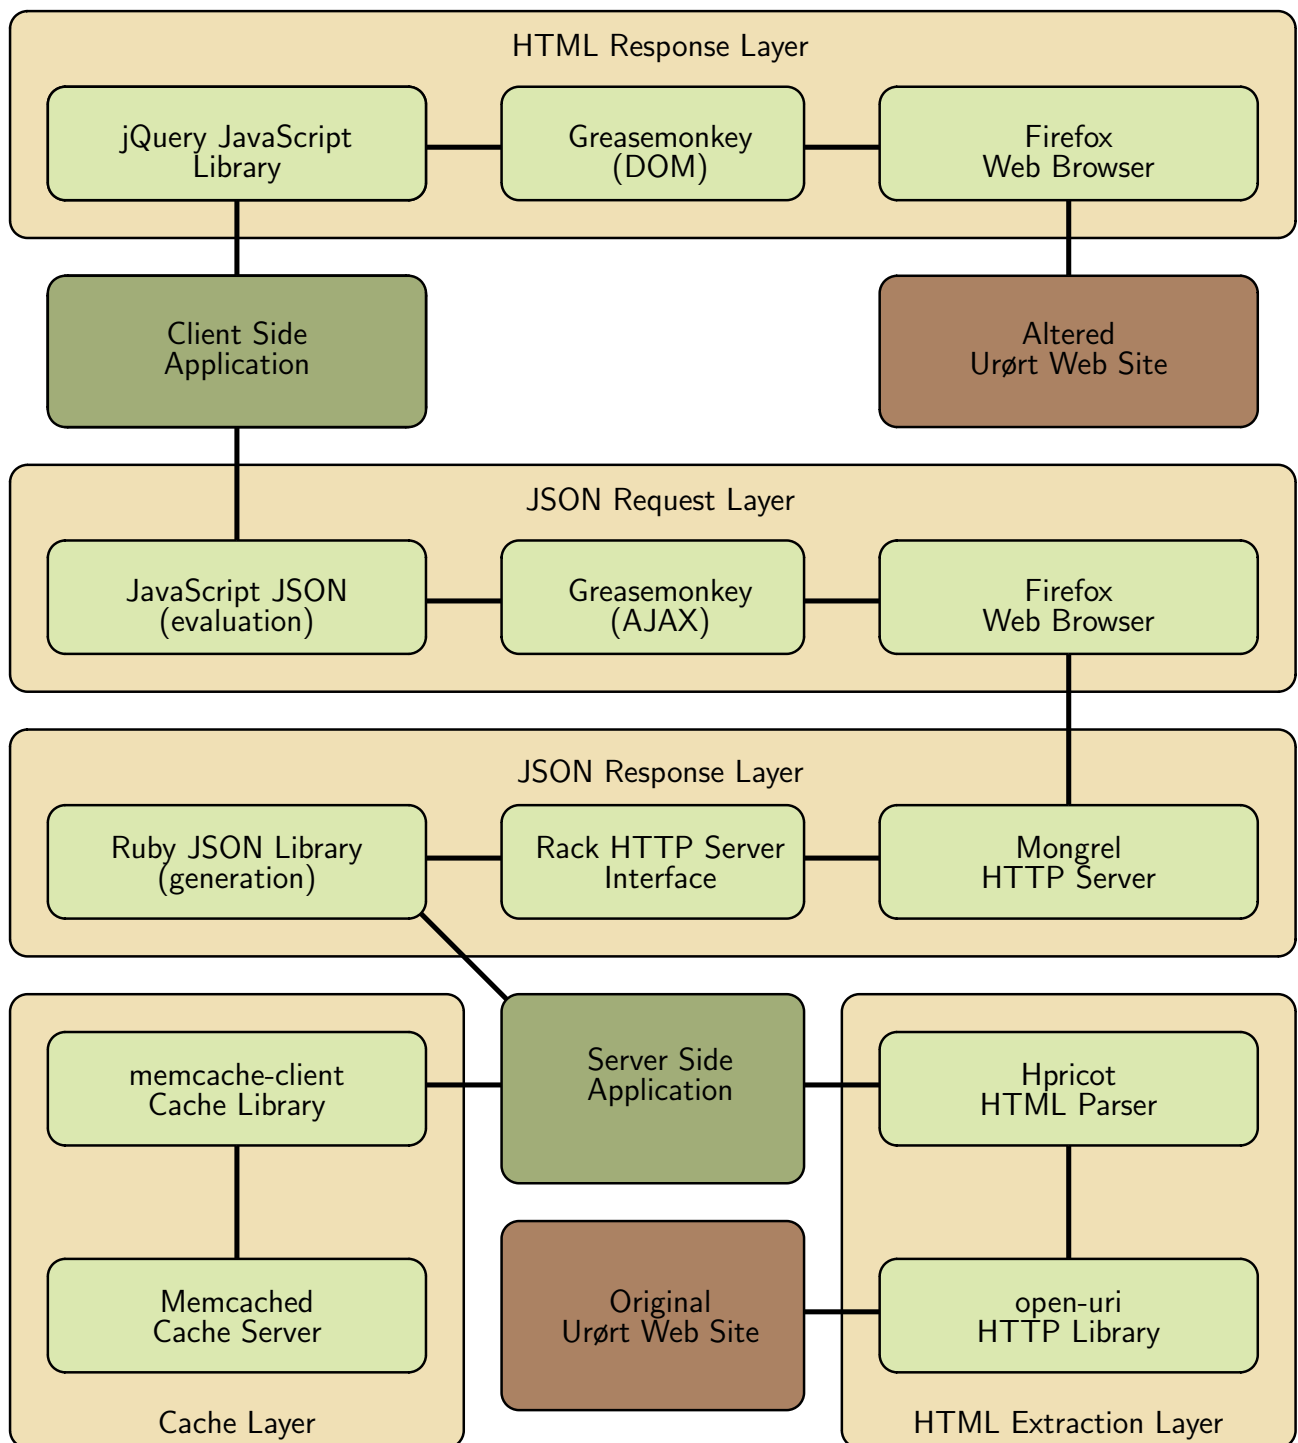 HTML Response Layer
jQuery JavaScript
Library
Greasemonkey
(DOM)
Firefox
Web Browser
Client Side
Application
Altered
Urørt Web Site
JSON Request Layer
JavaScript JSON
(evaluation)
Greasemonkey
(AJAX)
Firefox
Web Browser
JSON Response Layer
Ruby JSON Library
(generation)
Rack HTTP Server
Interface
Mongrel
HTTP Server
memcache-client
Cache Library
Server Side
Application
Hpricot
HTML Parser
Memcached
Cache Server
Original
Urørt Web Site
open-uri
HTTP Library
Cache Layer
HTML Extraction Layer